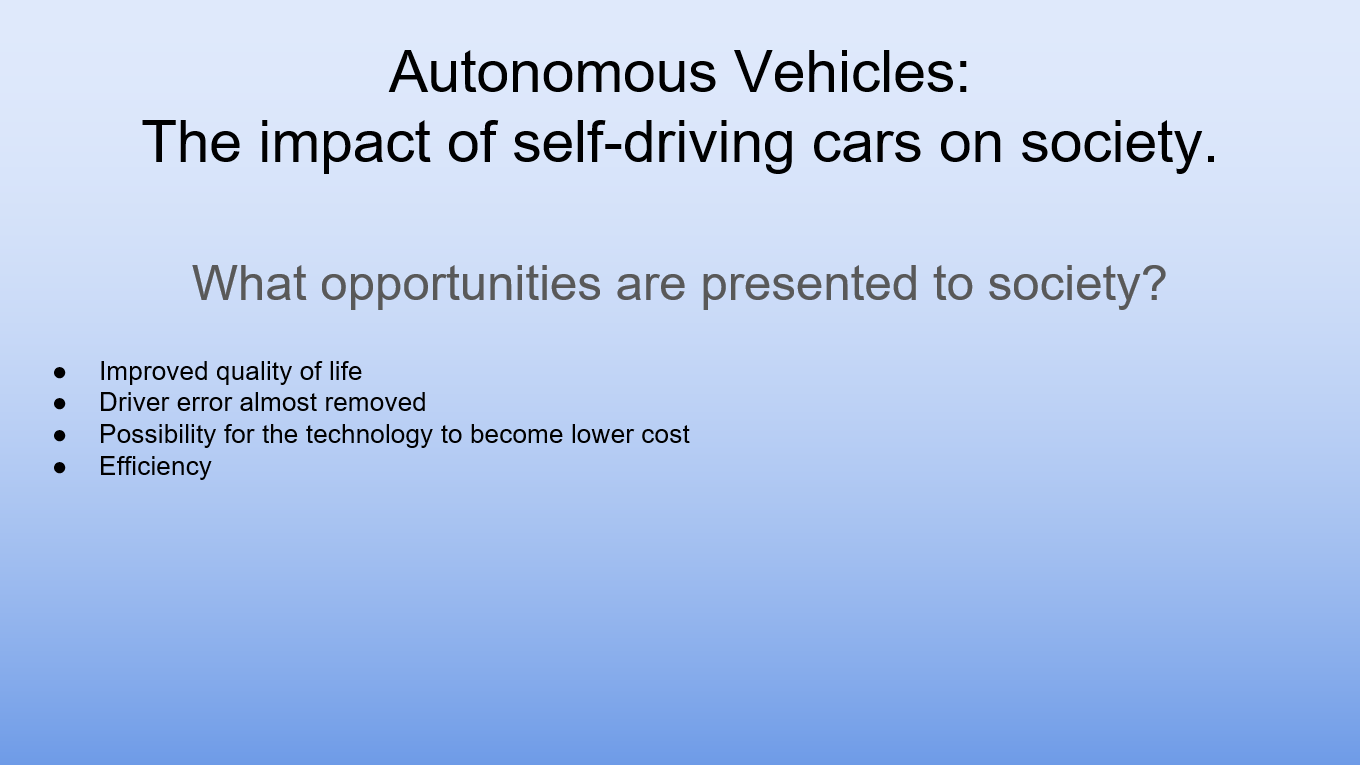 Autonomous Vehicles:
The impact of self-driving cars on society.
What opportunities are presented to society?
● Improved quality of life
● Driver error almost removed
● Possibility for the technology to become lower cost
● Efficiency